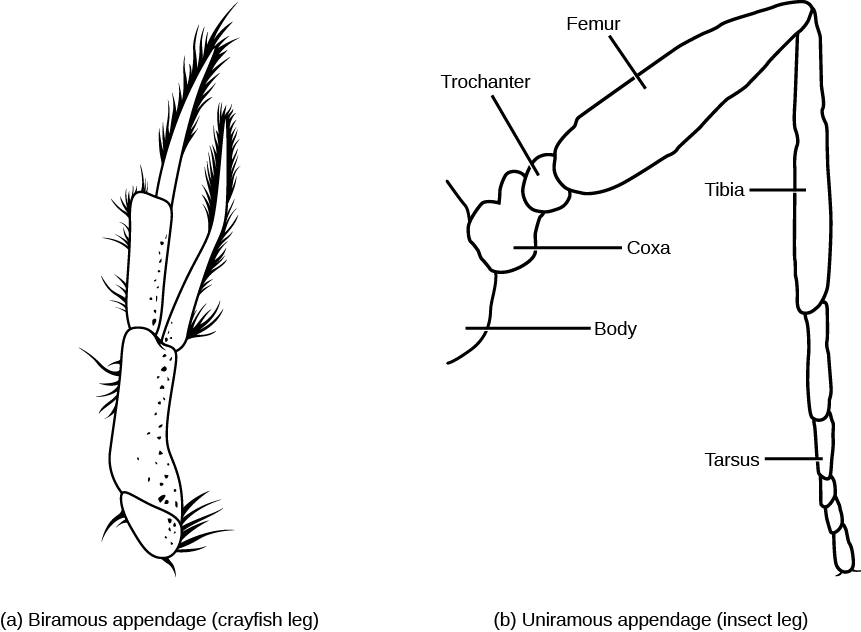 Femur
Trochanter
Tibia
Coxa
Body
Tarsus
(a) Biramous appendage (crayfish leg)
(b) Uniramous appendage (insect leg)